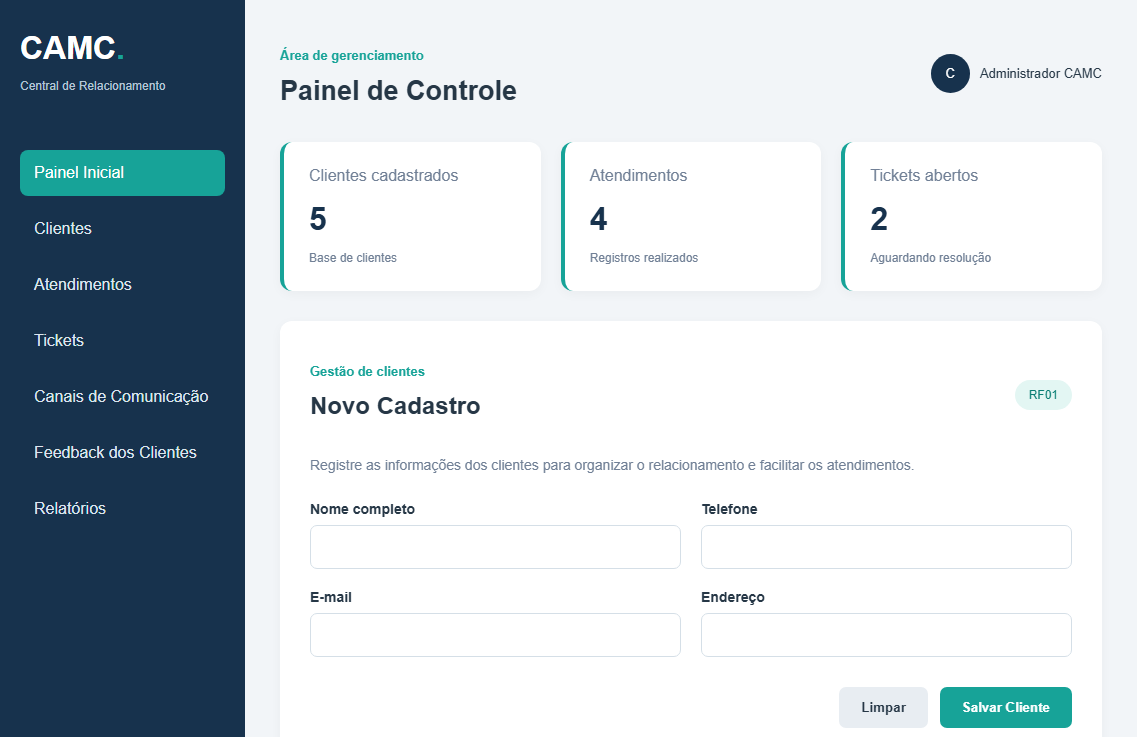 CAMC.
Central de Relacionamento
Painel Inicial
Clientes
Atendimentos
Tickets
Canais de Comunicação
Feedback dos Clientes
Relatórios
Área de gerenciamento
Painel de Controle
C
Administrador CAMC
Clientes cadastrados
5
Base de clientes
Atendimentos
4
Registros realizados
Tickets abertos
2
Aguardando resolução
Gestão de clientes
Novo Cadastro
RF01
Registre as informações dos clientes para organizar o relacionamento e facilitar os atendimentos.
Nome completo
Telefone
E-mail
Endereço
Limpar
Salvar Cliente